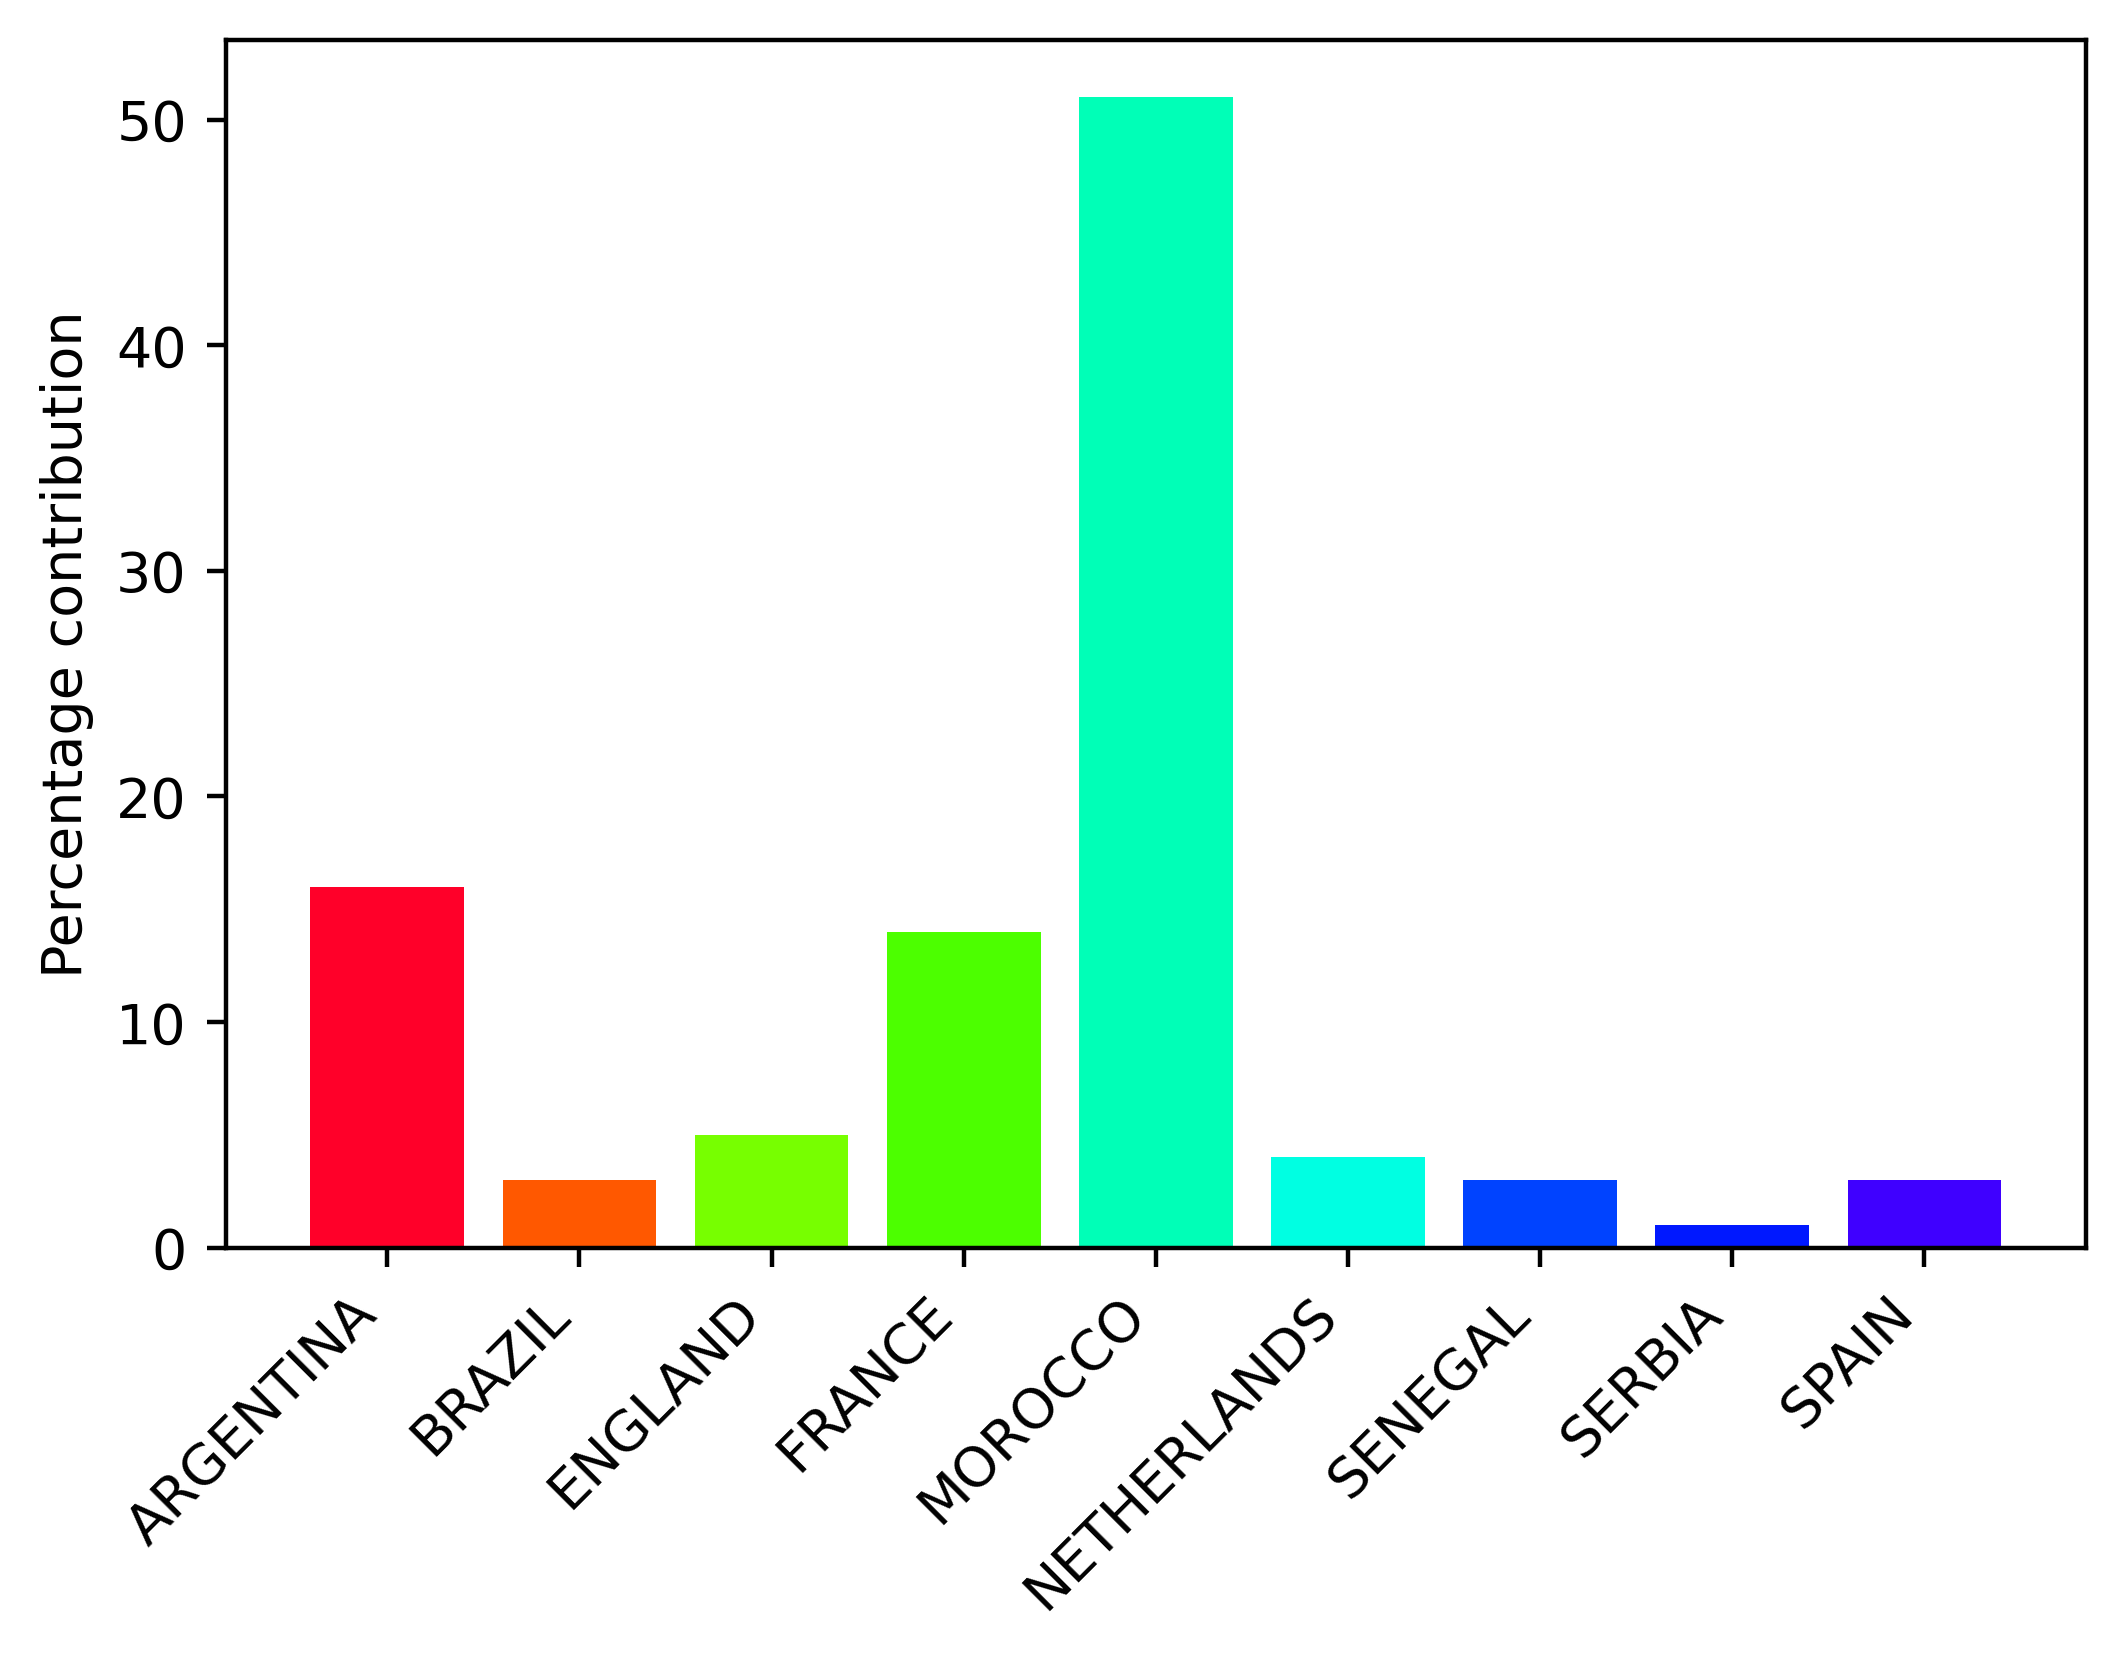 Percentage contribution
50
40
30
20
10
0
ARGENTINA
BRAZIL
ENGLAND
FRANCE
MOROCCO
NETHERLANDS
SENEGAL
SERBIA
SPAIN